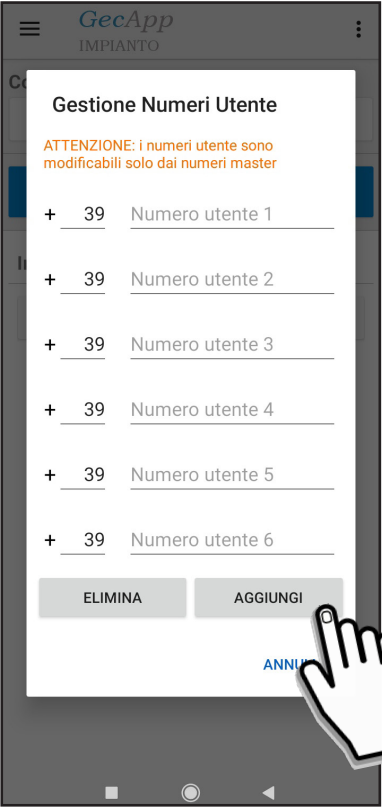 GecApp
IMPIANTO
Gestione Numeri Utente
ATTENZIONE: i numeri utente sono
modificabili solo dai numeri master
+ 39 Numero utente 1
+ 39 Numero utente 2
+ 39 Numero utente 3
+ 39 Numero utente 4
+ 39 Numero utente 5
+ 39 Numero utente 6
ELIMINA AGGIUNGI